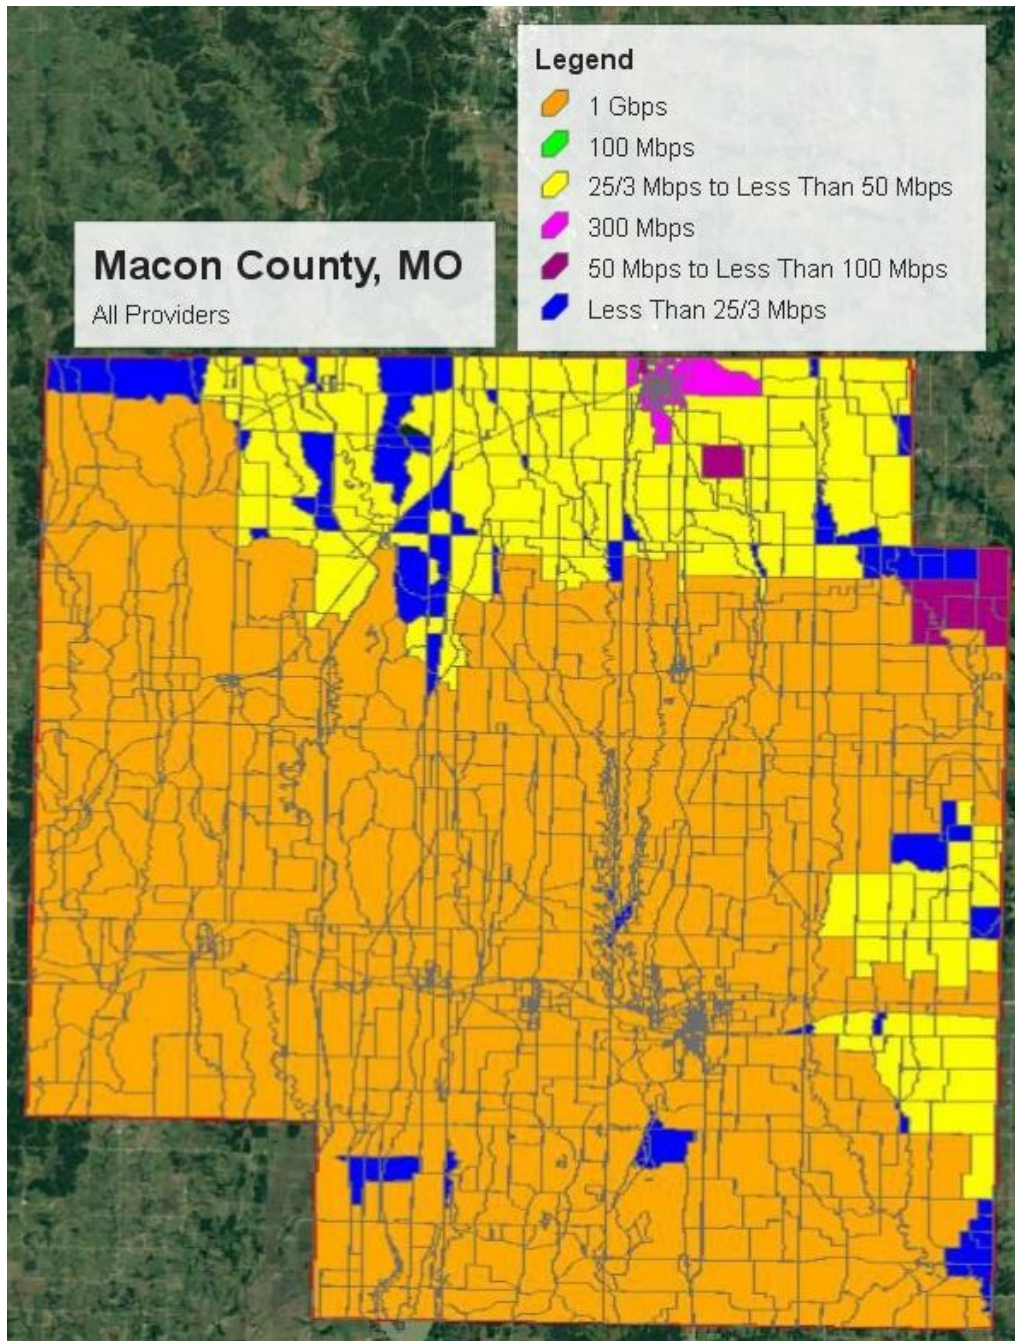 Legend
1 Gbps
100 Mbps
25/3 Mbps to Less Than 50 Mbps
300 Mbps
50 Mbps to Less Than 100 Mbps
Less Than 25/3 Mbps
Macon County, MO
All Providers